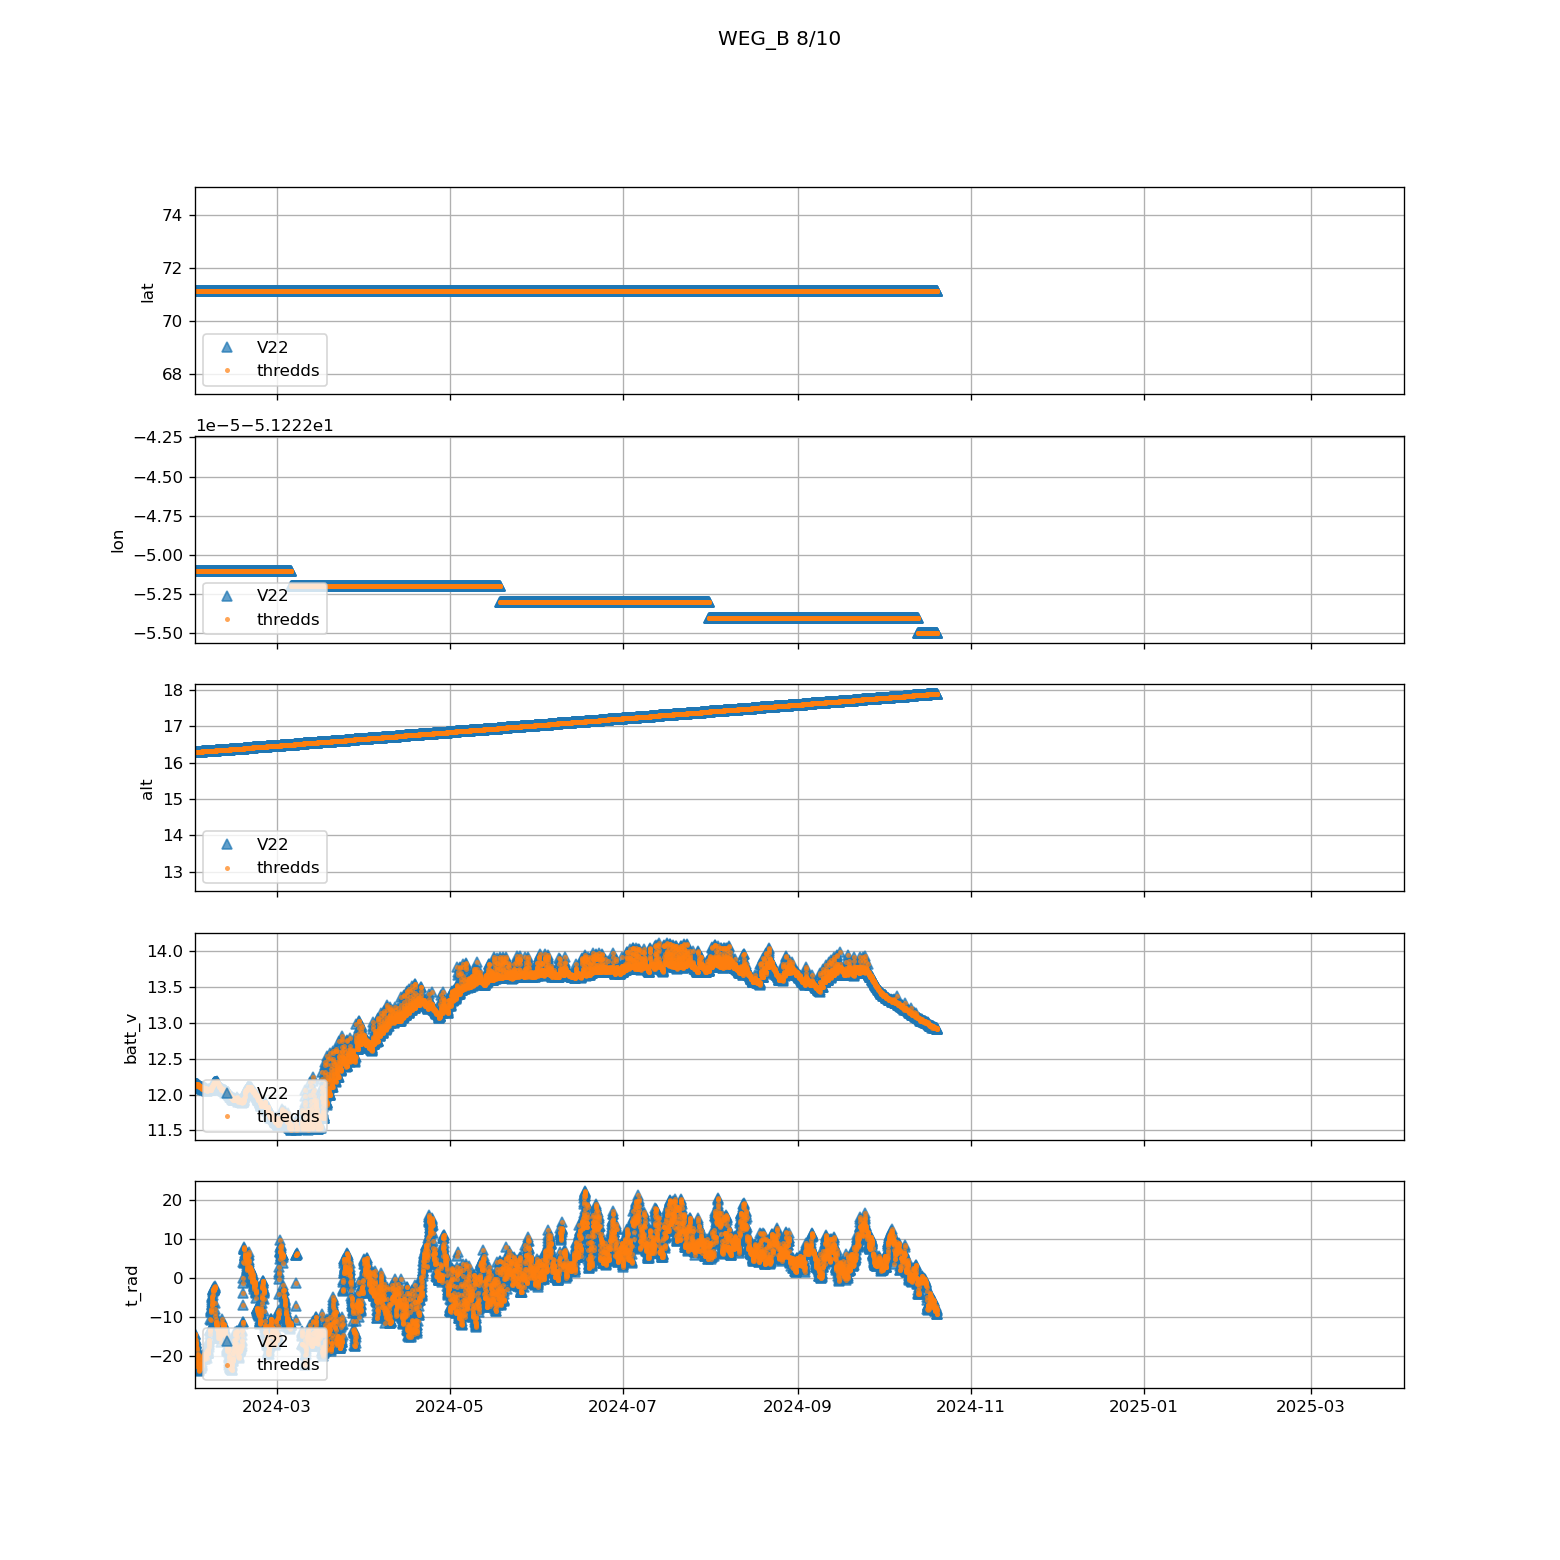 WEG_B 8/10
74
72
70
68
lat
V22
thredds
1e−5−5.1222e1
−4.25
−4.50
−4.75
−5.00
−5.25
−5.50
lon
V22
thredds
18
17
16
15
14
13
alt
V22
thredds
14.0
13.5
13.0
12.5
12.0
11.5
batt_v
V22
thredds
20
10
0
−10
−20
t_rad
V22
thredds
2024-03 2024-05 2024-07 2024-09 2024-11 2025-01 2025-03